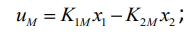 u_M = K_{1M} x_1 − K_{2M} x_2 ;